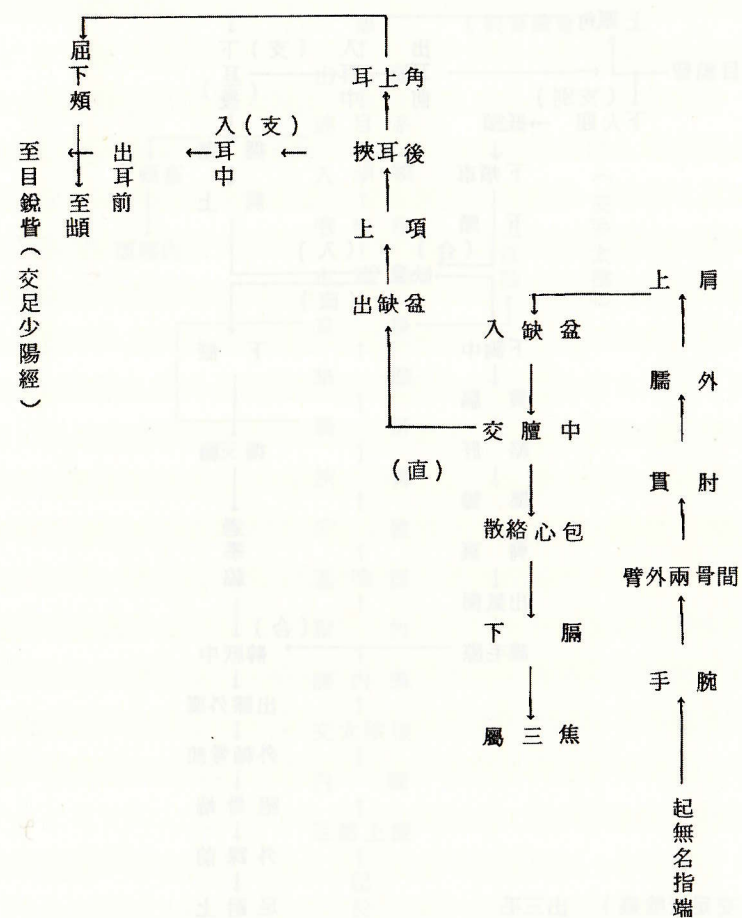 起無名指端
手腕
臂外兩骨間
貫肘
臑外
上肩
入缺盆
交膻中
散絡心包
下膈
屬三焦
(直)
出缺盆
上項
挾耳後
耳上角
屈下頰
至䪼
入(支)
耳中
出耳前
至目銳眥(交足少陽經)